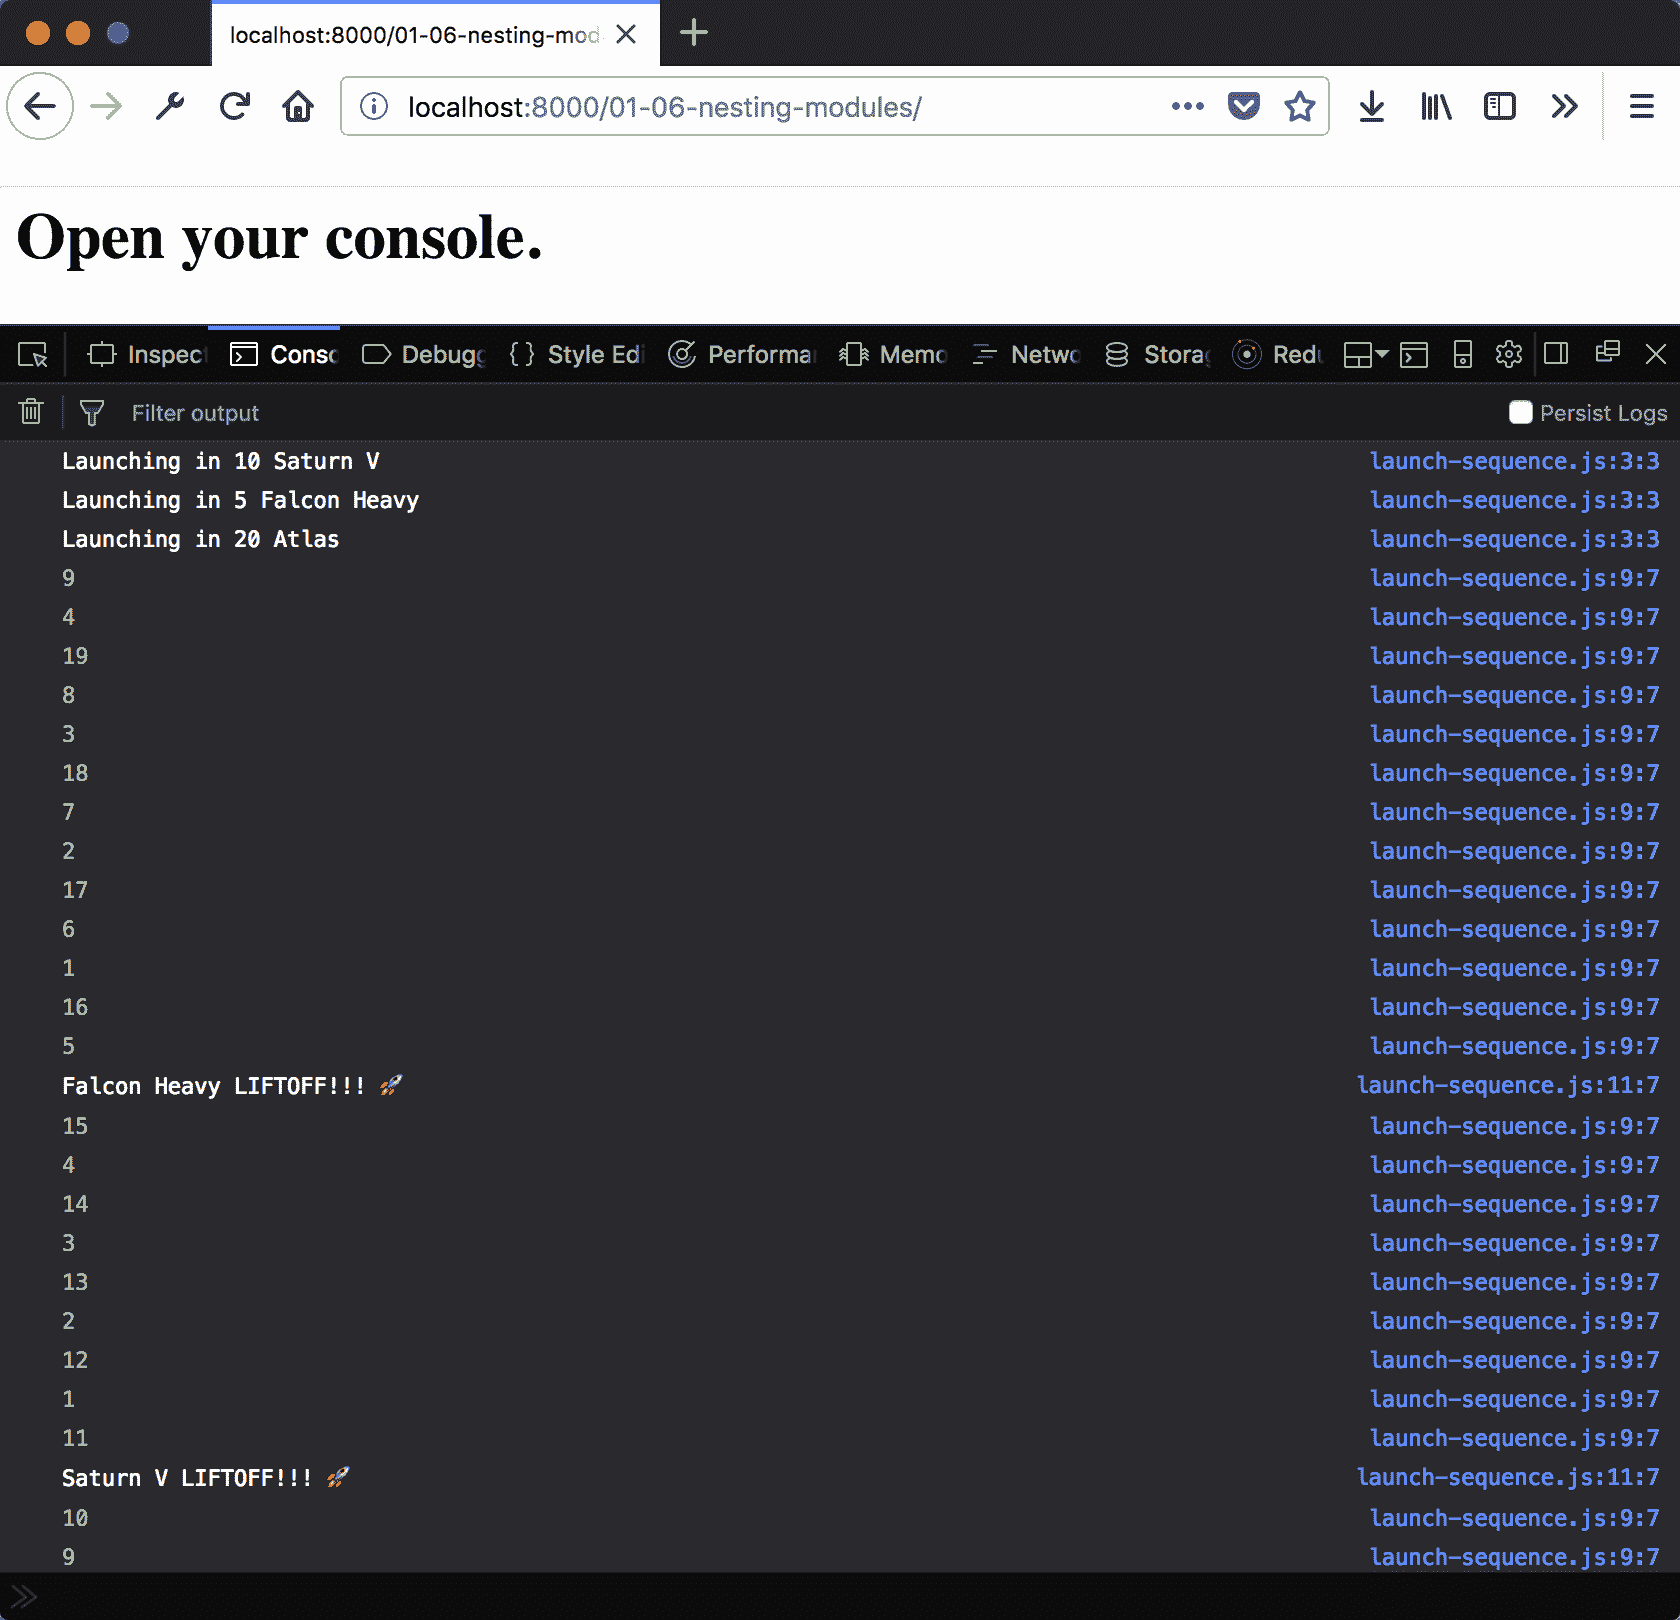 localhost:8000/01-06-nesting-mod
localhost:8000/01-06-nesting-modules/
Open your console.
Inspec Consc Debugg Style Edi Performa Memo Netwo Storag Redu
Filter output Persist Logs
Launching in 10 Saturn V launch-sequence.js:3:3
Launching in 5 Falcon Heavy launch-sequence.js:3:3
Launching in 20 Atlas launch-sequence.js:3:3
9 launch-sequence.js:9:7
4 launch-sequence.js:9:7
19 launch-sequence.js:9:7
8 launch-sequence.js:9:7
3 launch-sequence.js:9:7
18 launch-sequence.js:9:7
7 launch-sequence.js:9:7
2 launch-sequence.js:9:7
17 launch-sequence.js:9:7
6 launch-sequence.js:9:7
1 launch-sequence.js:9:7
16 launch-sequence.js:9:7
5 launch-sequence.js:9:7
Falcon Heavy LIFTOFF!!! 🚀 launch-sequence.js:11:7
15 launch-sequence.js:9:7
4 launch-sequence.js:9:7
14 launch-sequence.js:9:7
3 launch-sequence.js:9:7
13 launch-sequence.js:9:7
2 launch-sequence.js:9:7
12 launch-sequence.js:9:7
1 launch-sequence.js:9:7
11 launch-sequence.js:9:7
Saturn V LIFTOFF!!! 🚀 launch-sequence.js:11:7
10 launch-sequence.js:9:7
9 launch-sequence.js:9:7